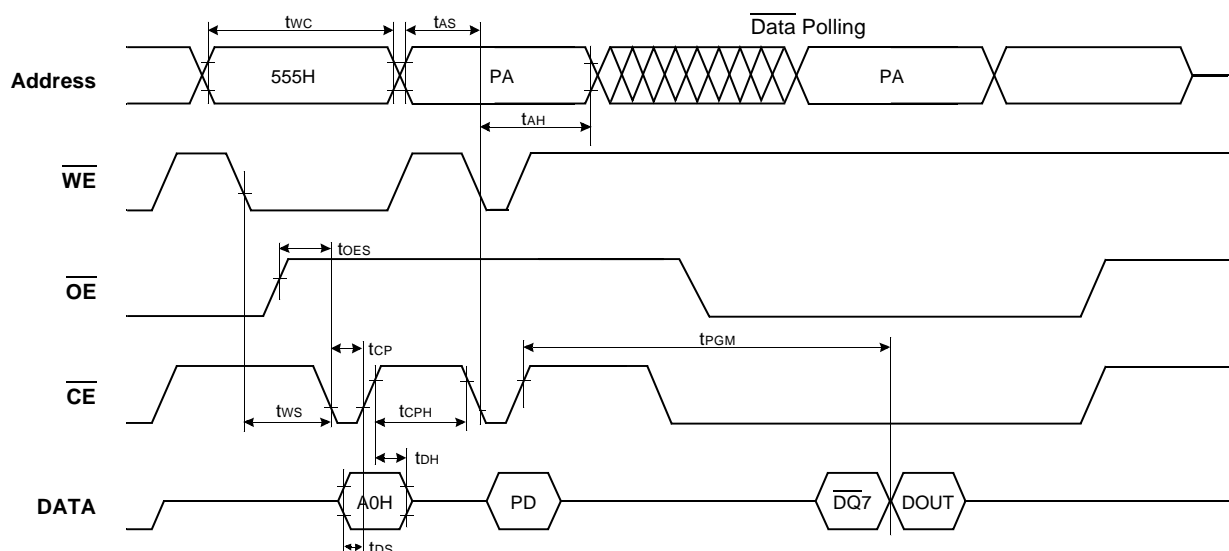 tWC
tAS
Data Polling
Address
555H
PA
PA
tAH
WE
tOES
OE
tPGM
tCP
CE
tWS
tCPH
tDH
DATA
A0H
PD
DQ7
DOUT
tDS